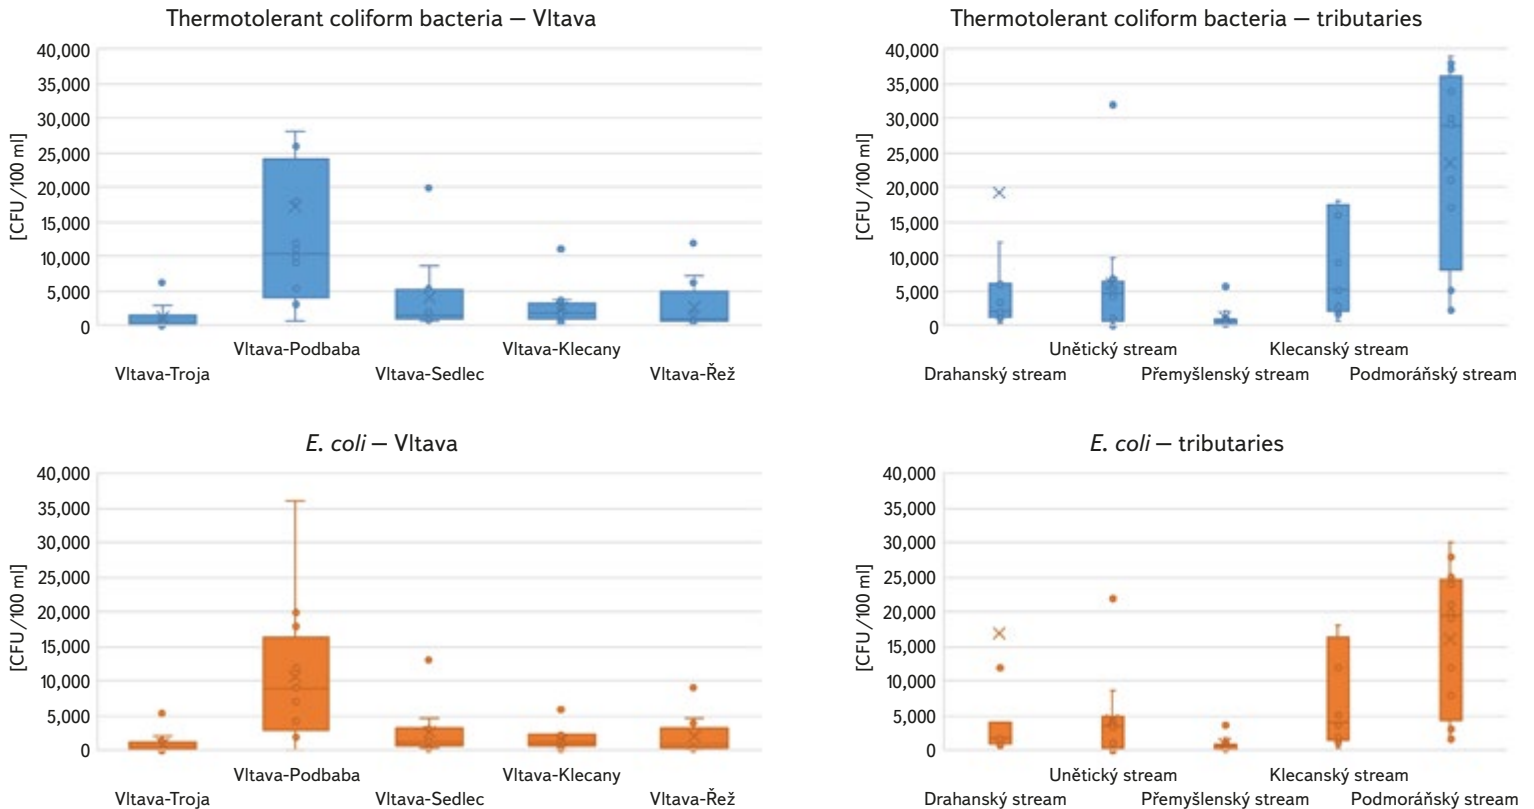 Thermotolerant coliform bacteria — Vltava
[CFU/100 ml]
40,000
35,000
30,000
25,000
20,000
15,000
10,000
5,000
0
Vltava-Podbaba Vltava-Klecany
Vltava-Troja Vltava-Sedlec Vltava-Řež
Thermotolerant coliform bacteria — tributaries
[CFU/100 ml]
40,000
35,000
30,000
25,000
20,000
15,000
10,000
5,000
0
Unětický stream Klecanský stream
Drahanský stream Přemyšlenský stream Podmoráňský stream
E. coli — Vltava
[CFU/100 ml]
40,000
35,000
30,000
25,000
20,000
15,000
10,000
5,000
0
Vltava-Podbaba Vltava-Klecany
Vltava-Troja Vltava-Sedlec Vltava-Řež
E. coli — tributaries
[CFU/100 ml]
40,000
35,000
30,000
25,000
20,000
15,000
10,000
5,000
0
Unětický stream Klecanský stream
Drahanský stream Přemyšlenský stream Podmoráňský stream